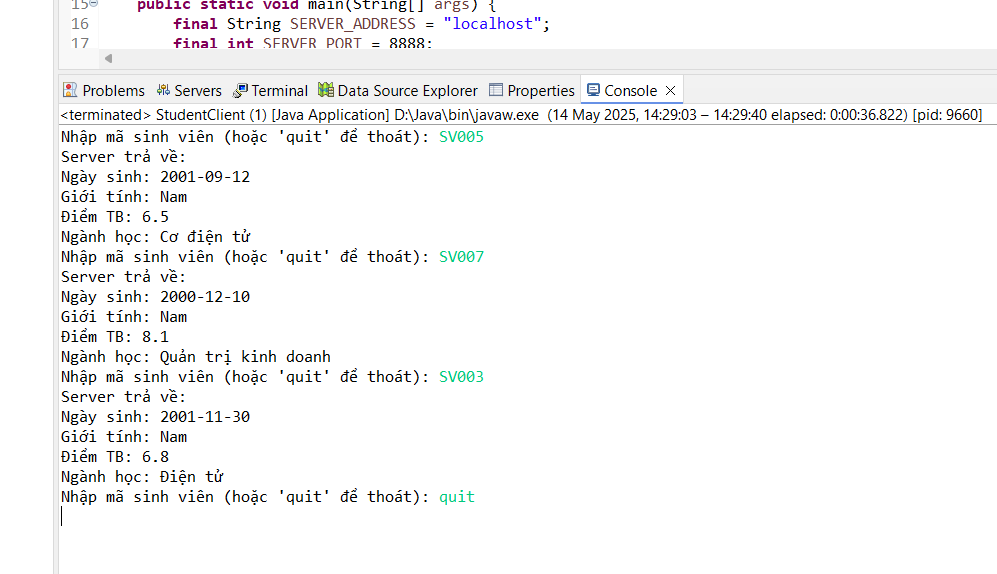 15 public static void main(String[] args) {
16 final String SERVER_ADDRESS = "localhost";
17 final int SERVER_PORT = 8888;
Problems Servers Terminal Data Source Explorer Properties Console
<terminated> StudentClient (1) [Java Application] D:\Java\bin\javaw.exe (14 May 2025, 14:29:03 – 14:29:40 elapsed: 0:00:36.822) [pid: 9660]
Nhập mã sinh viên (hoặc 'quit' để thoát): SV005
Server trả về:
Ngày sinh: 2001-09-12
Giới tính: Nam
Điểm TB: 6.5
Ngành học: Cơ điện tử
Nhập mã sinh viên (hoặc 'quit' để thoát): SV007
Server trả về:
Ngày sinh: 2000-12-10
Giới tính: Nam
Điểm TB: 8.1
Ngành học: Quản trị kinh doanh
Nhập mã sinh viên (hoặc 'quit' để thoát): SV003
Server trả về:
Ngày sinh: 2001-11-30
Giới tính: Nam
Điểm TB: 6.8
Ngành học: Điện tử
Nhập mã sinh viên (hoặc 'quit' để thoát): quit